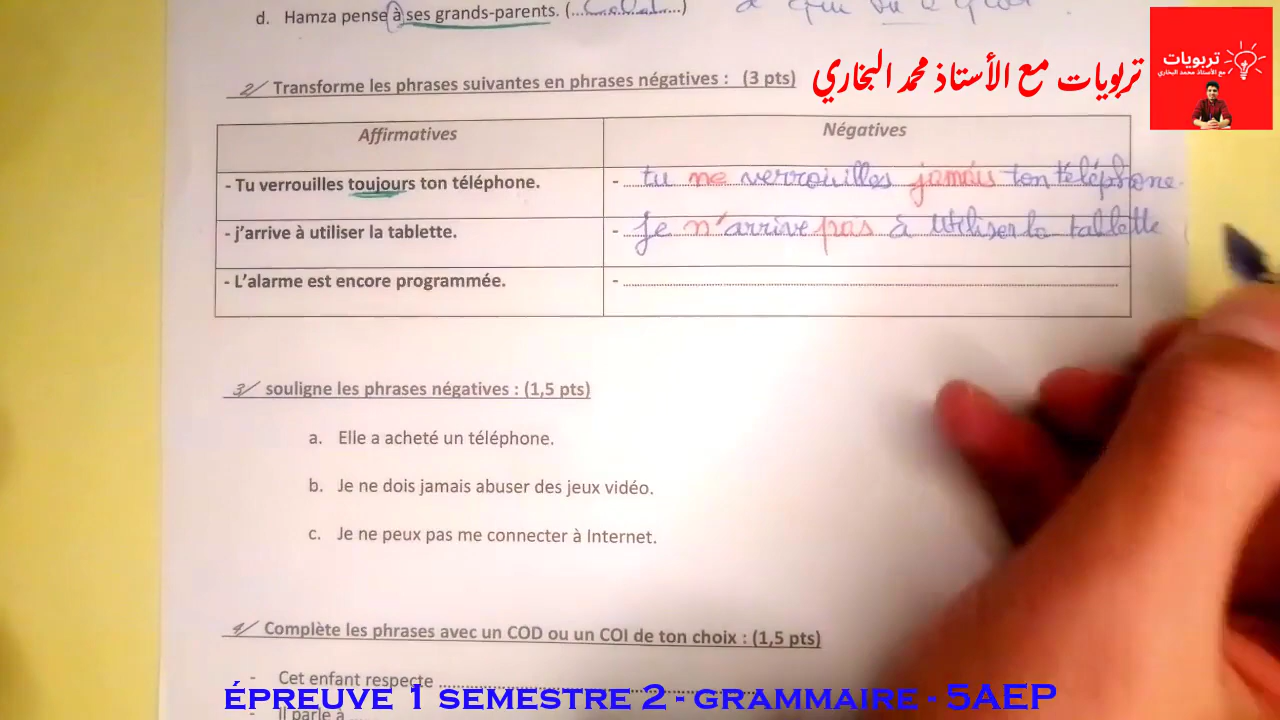 d. Hamza pense à ses grands-parents. (..............)
2/ Transforme les phrases suivantes en phrases négatives : (3 pts)
تربويات مع الأستاذ محمد البخاري
تربويات
مع الأستاذ محمد البخاري
Affirmatives
Négatives
- Tu verrouilles toujours ton téléphone.
- tu ne verrouilles jamais ton téléphone.
- j’arrive à utiliser la tablette.
- Je n'arrive pas à utiliser la tablette
- L’alarme est encore programmée.
- ..............................
3/ souligne les phrases négatives : (1,5 pts)
a. Elle a acheté un téléphone.
b. Je ne dois jamais abuser des jeux vidéo.
c. Je ne peux pas me connecter à Internet.
4/ Complète les phrases avec un COD ou un COI de ton choix : (1,5 pts)
- Cet enfant respecte ..............................
- Il parle à ....
ÉPREUVE 1 SEMESTRE 2 - GRAMMAIRE - 5AEP